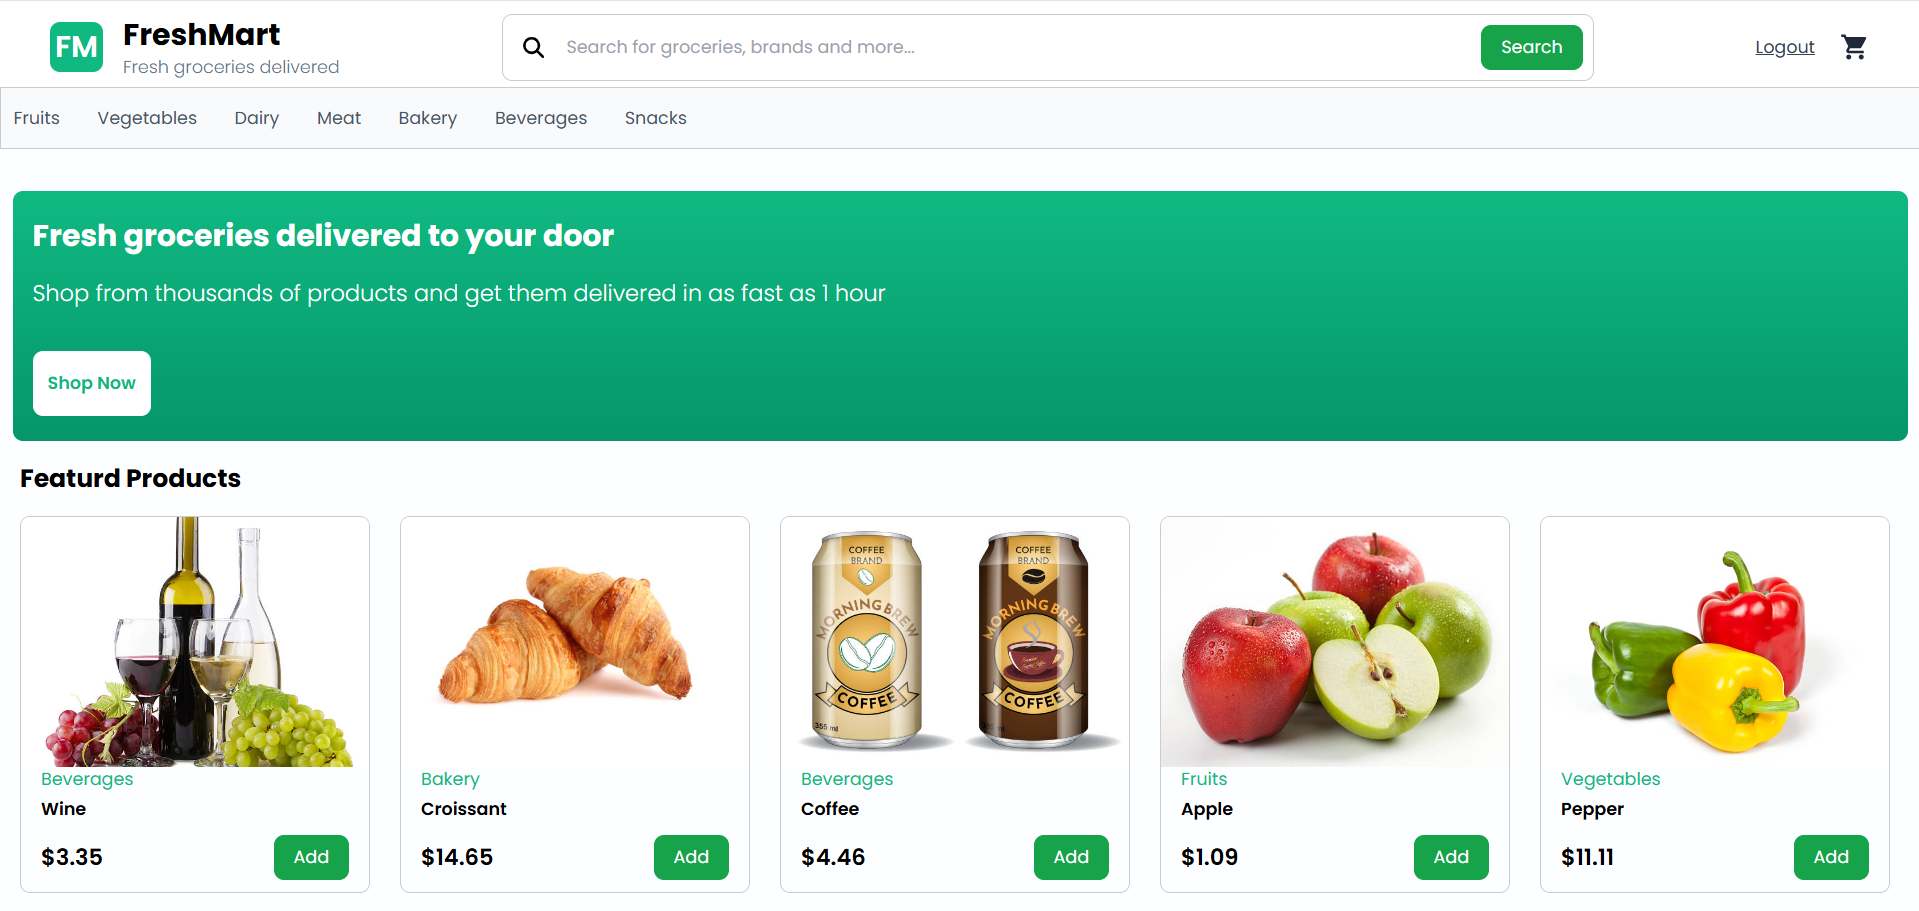 FM
FreshMart
Fresh groceries delivered
Search for groceries, brands and more...
Search
Logout
Fruits
Vegetables
Dairy
Meat
Bakery
Beverages
Snacks
Fresh groceries delivered to your door
Shop from thousands of products and get them delivered in as fast as 1 hour
Shop Now
Featurd Products
Beverages
Wine
$3.35
Add
Bakery
Croissant
$14.65
Add
COFFEE
BRAND
MORNING BREW
COFFEE
355 ml
COFFEE
BRAND
MORNING BREW
COFFEE
Beverages
Coffee
$4.46
Add
Fruits
Apple
$1.09
Add
Vegetables
Pepper
$11.11
Add